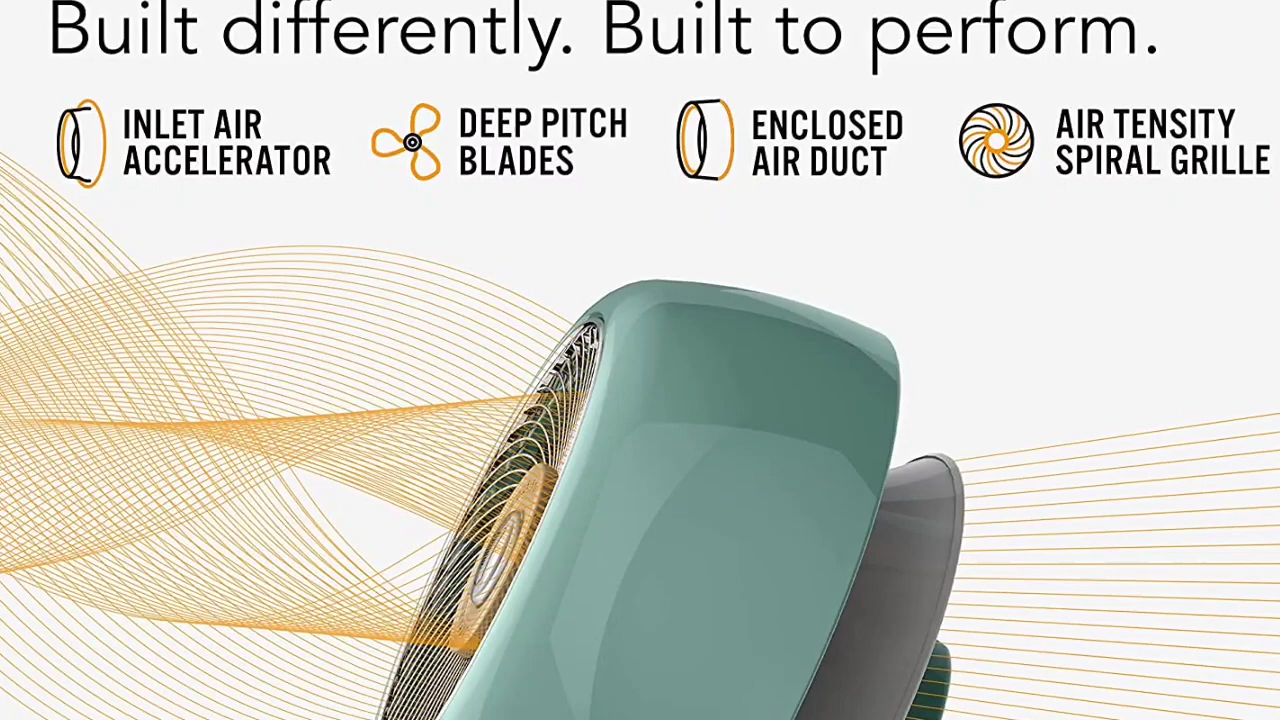 Built differently. Built to perform.
INLET AIR
ACCELERATOR
DEEP PITCH
BLADES
ENCLOSED
AIR DUCT
AIR TENSITY
SPIRAL GRILLE